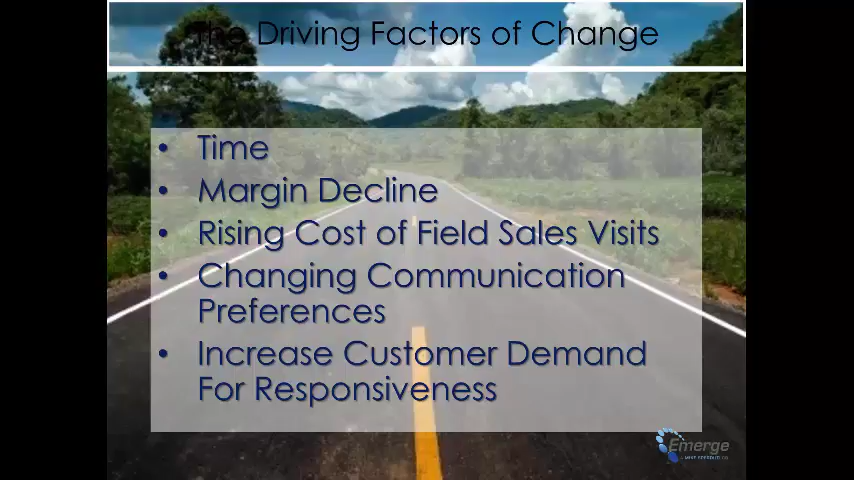 The Driving Factors of Change
• Time
• Margin Decline
• Rising Cost of Field Sales Visits
• Changing Communication
Preferences
• Increase Customer Demand
For Responsiveness
Emerge